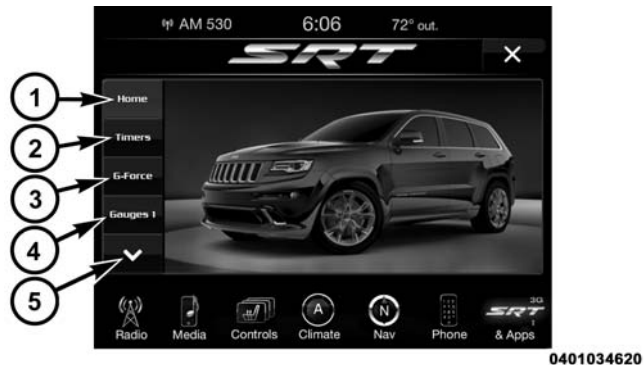 AM 530 6:06 72° out.
SRT
1 Home
2 Timers
3 G-Force
4 Gauges 1
5
A N 3G
SRT
Radio Media Controls Climate Nav Phone & Apps
0401034620